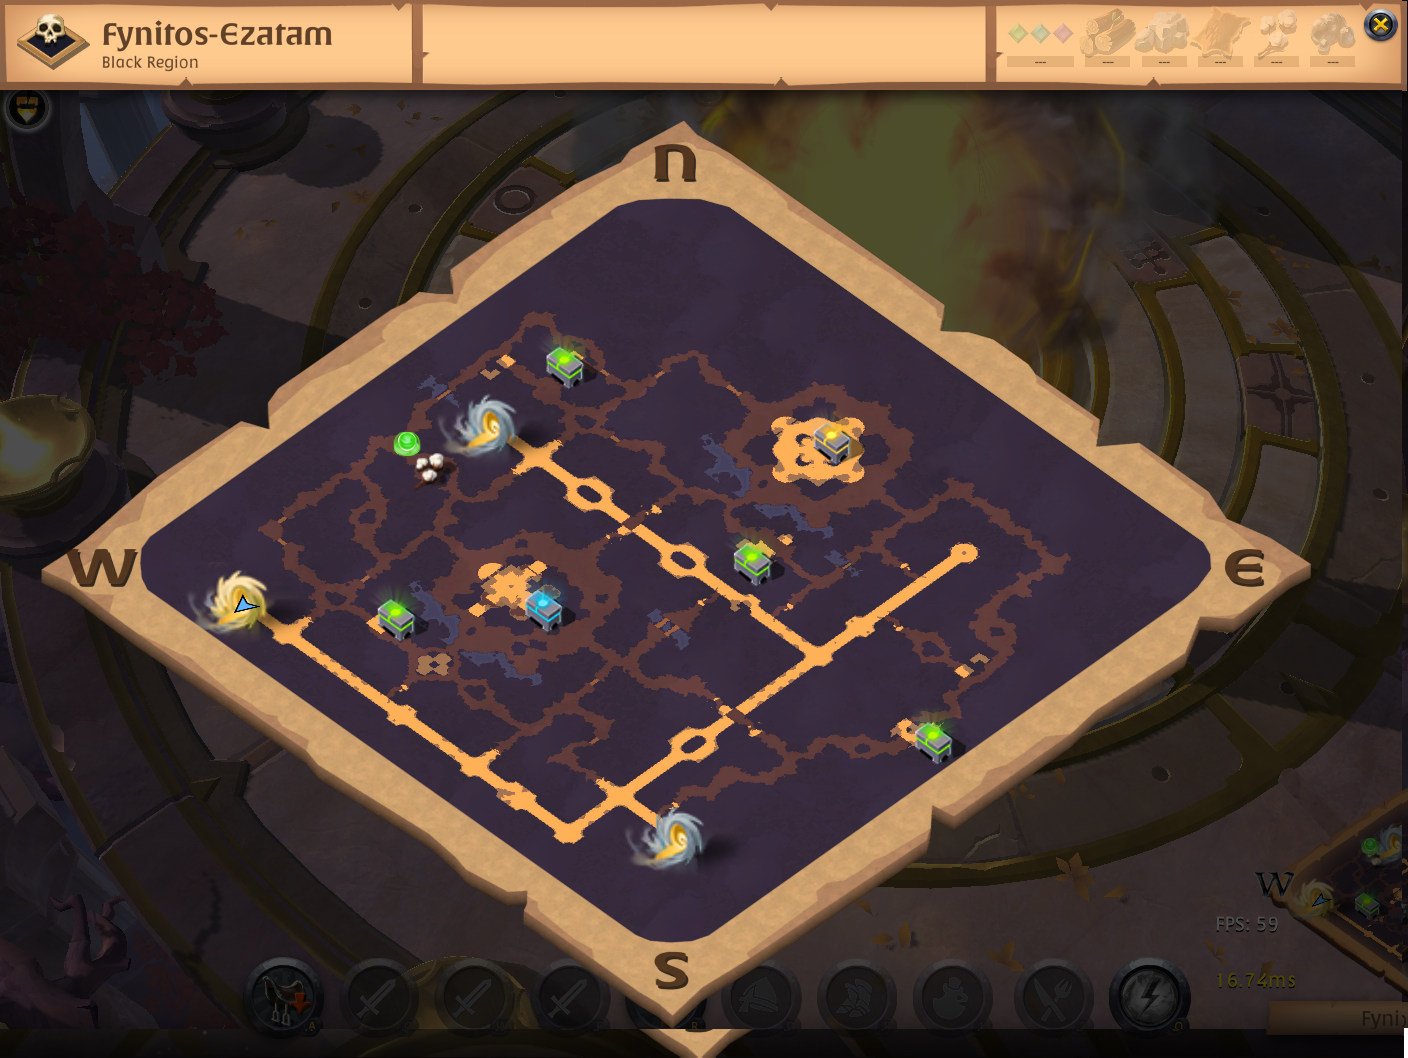 Fynitos-Ezatam
Black Region
---
---
---
---
---
---
N
W
E
S
W
FPS: 59
16.74ms
A
R
Fyni